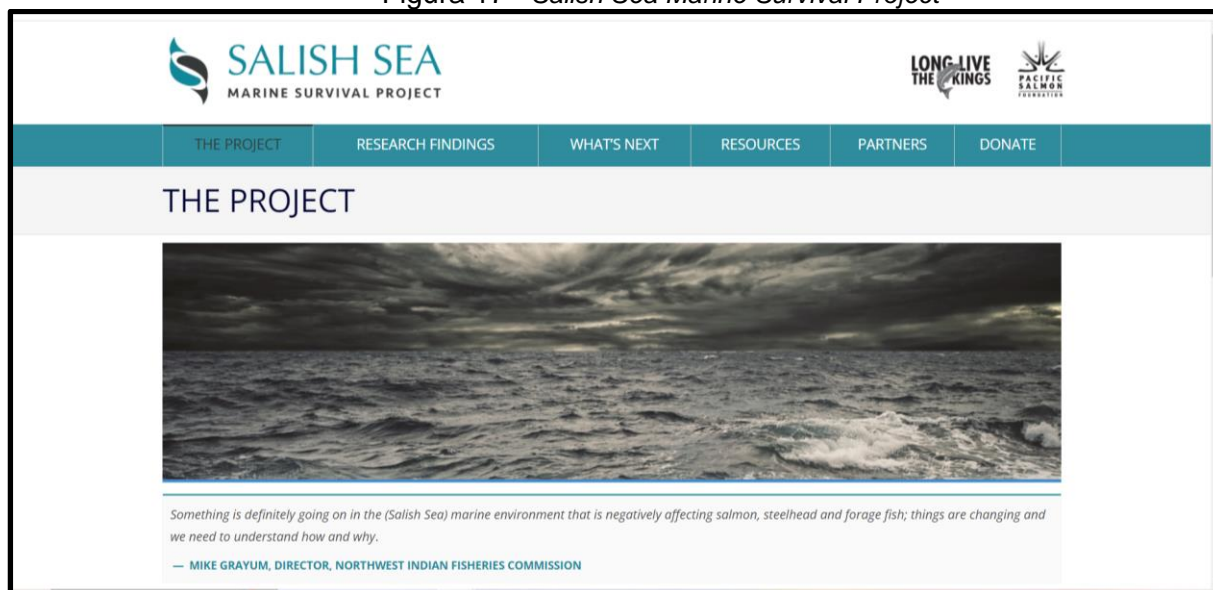 Salish Sea Marine Survival Project
SALISH SEA
MARINE SURVIVAL PROJECT
LONG LIVE
THE KINGS
PACIFIC
SALMON
FOUNDATION
THE PROJECT
RESEARCH FINDINGS
WHAT'S NEXT
RESOURCES
PARTNERS
DONATE
THE PROJECT
Something is definitely going on in the (Salish Sea) marine environment that is negatively affecting salmon, steelhead and forage fish; things are changing and
we need to understand how and why.
— MIKE GRAYUM, DIRECTOR, NORTHWEST INDIAN FISHERIES COMMISSION